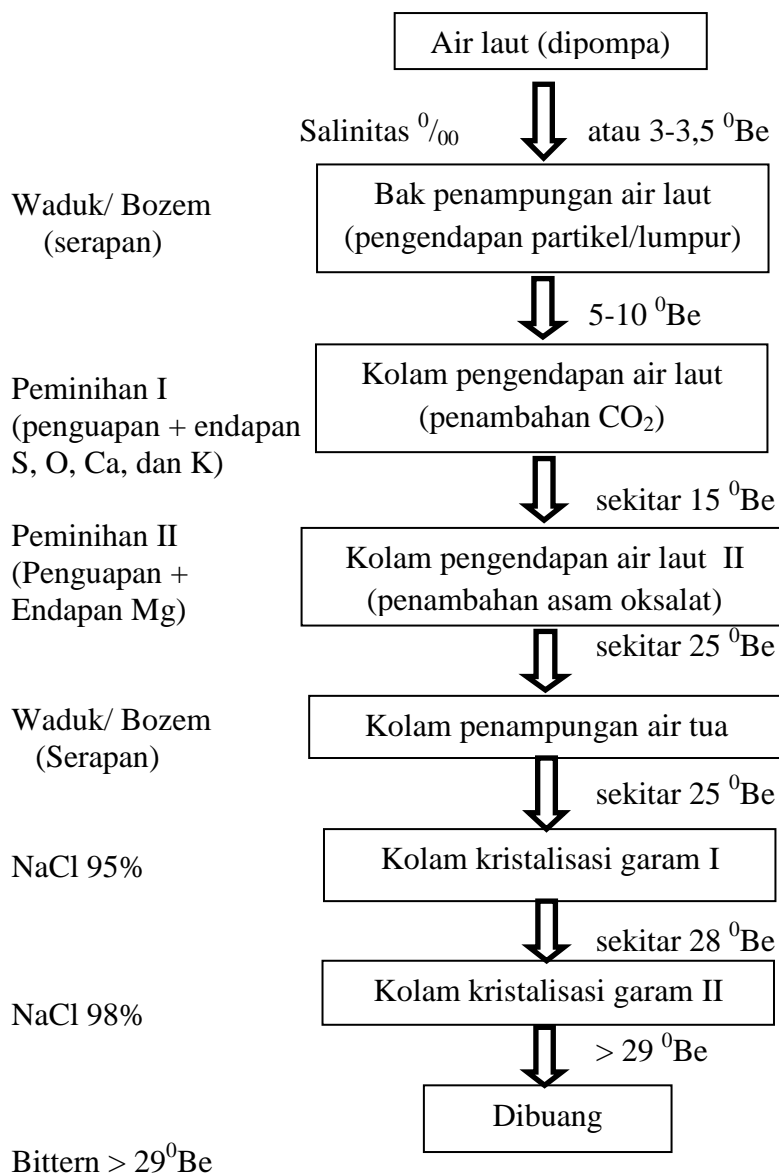 Air laut (dipompa)
Salinitas ⁰/₀₀ atau 3-3,5 ⁰Be
Waduk/ Bozem
(serapan)
Bak penampungan air laut
(pengendapan partikel/lumpur)
5-10 ⁰Be
Peminihan I
(penguapan + endapan
S, O, Ca, dan K)
Kolam pengendapan air laut
(penambahan CO₂)
sekitar 15 ⁰Be
Peminihan II
(Penguapan +
Endapan Mg)
Kolam pengendapan air laut II
(penambahan asam oksalat)
sekitar 25 ⁰Be
Waduk/ Bozem
(Serapan)
Kolam penampungan air tua
sekitar 25 ⁰Be
NaCl 95%
Kolam kristalisasi garam I
sekitar 28 ⁰Be
NaCl 98%
Kolam kristalisasi garam II
> 29 ⁰Be
Dibuang
Bittern > 29⁰Be